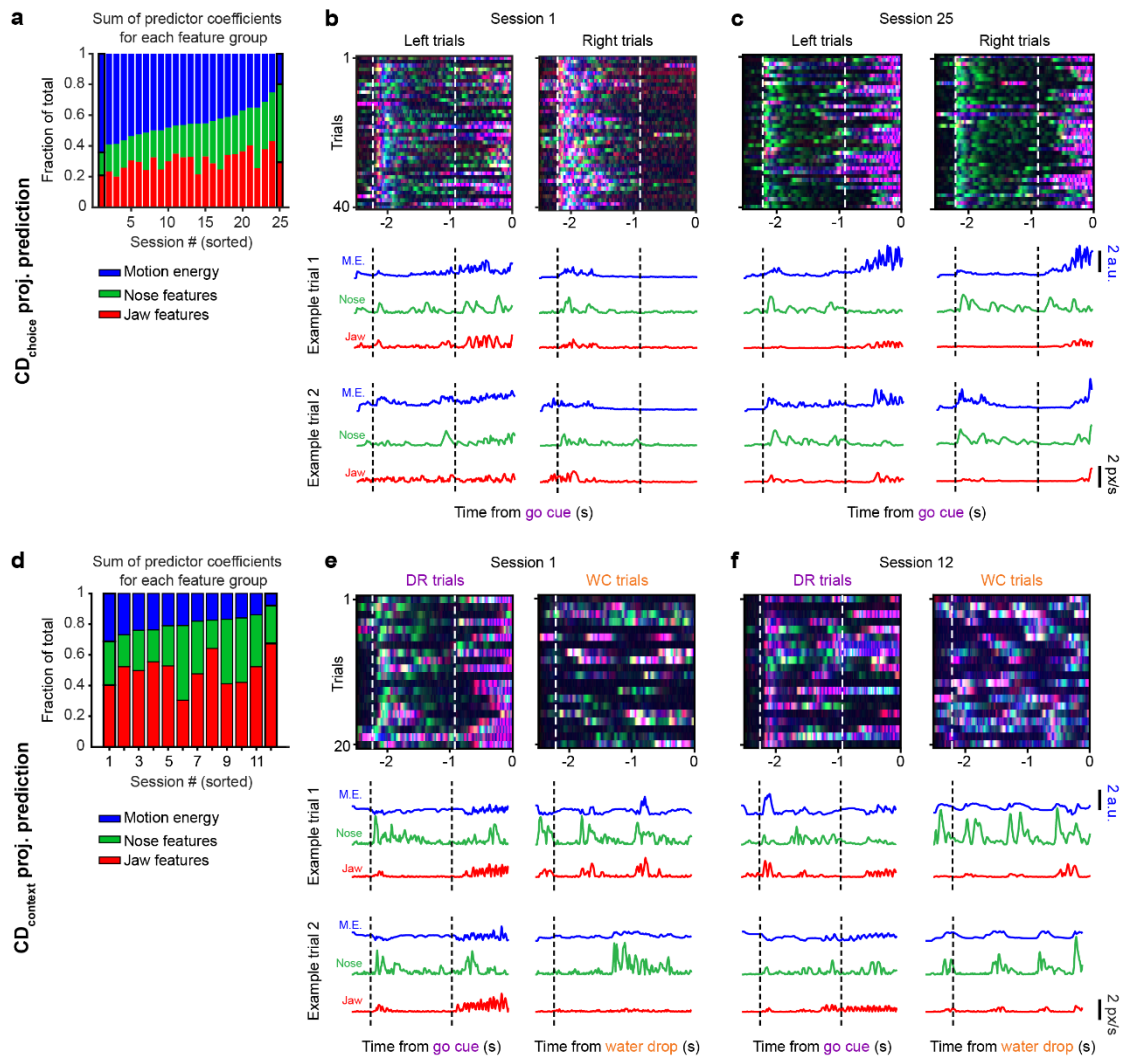 a
Sum of predictor coefficients
for each feature group
CDchoice proj. prediction
Fraction of total
1
0.8
0.6
0.4
0.2
0
0
5
10
15
20
25
Session # (sorted)
Motion energy
Nose features
Jaw features
b
Session 1
Left trials
Right trials
Trials
1
40
-2
-1
0
-2
-1
0
Example trial 1
M.E.
Nose
Jaw
Example trial 2
M.E.
Nose
Jaw
Time from go cue (s)
c
Session 25
Left trials
Right trials
-2
-1
0
-2
-1
0
2 a.u.
2 px/s
Time from go cue (s)
d
Sum of predictor coefficients
for each feature group
CDcontext proj. prediction
Fraction of total
1
0.8
0.6
0.4
0.2
0
1
3
5
7
9
11
Session # (sorted)
Motion energy
Nose features
Jaw features
e
Session 1
DR trials
WC trials
Trials
1
20
-2
-1
0
-2
-1
0
Example trial 1
M.E.
Nose
Jaw
Example trial 2
M.E.
Nose
Jaw
Time from go cue (s)
Time from water drop (s)
f
Session 12
DR trials
WC trials
-2
-1
0
-2
-1
0
2 a.u.
2 px/s
Time from go cue (s)
Time from water drop (s)